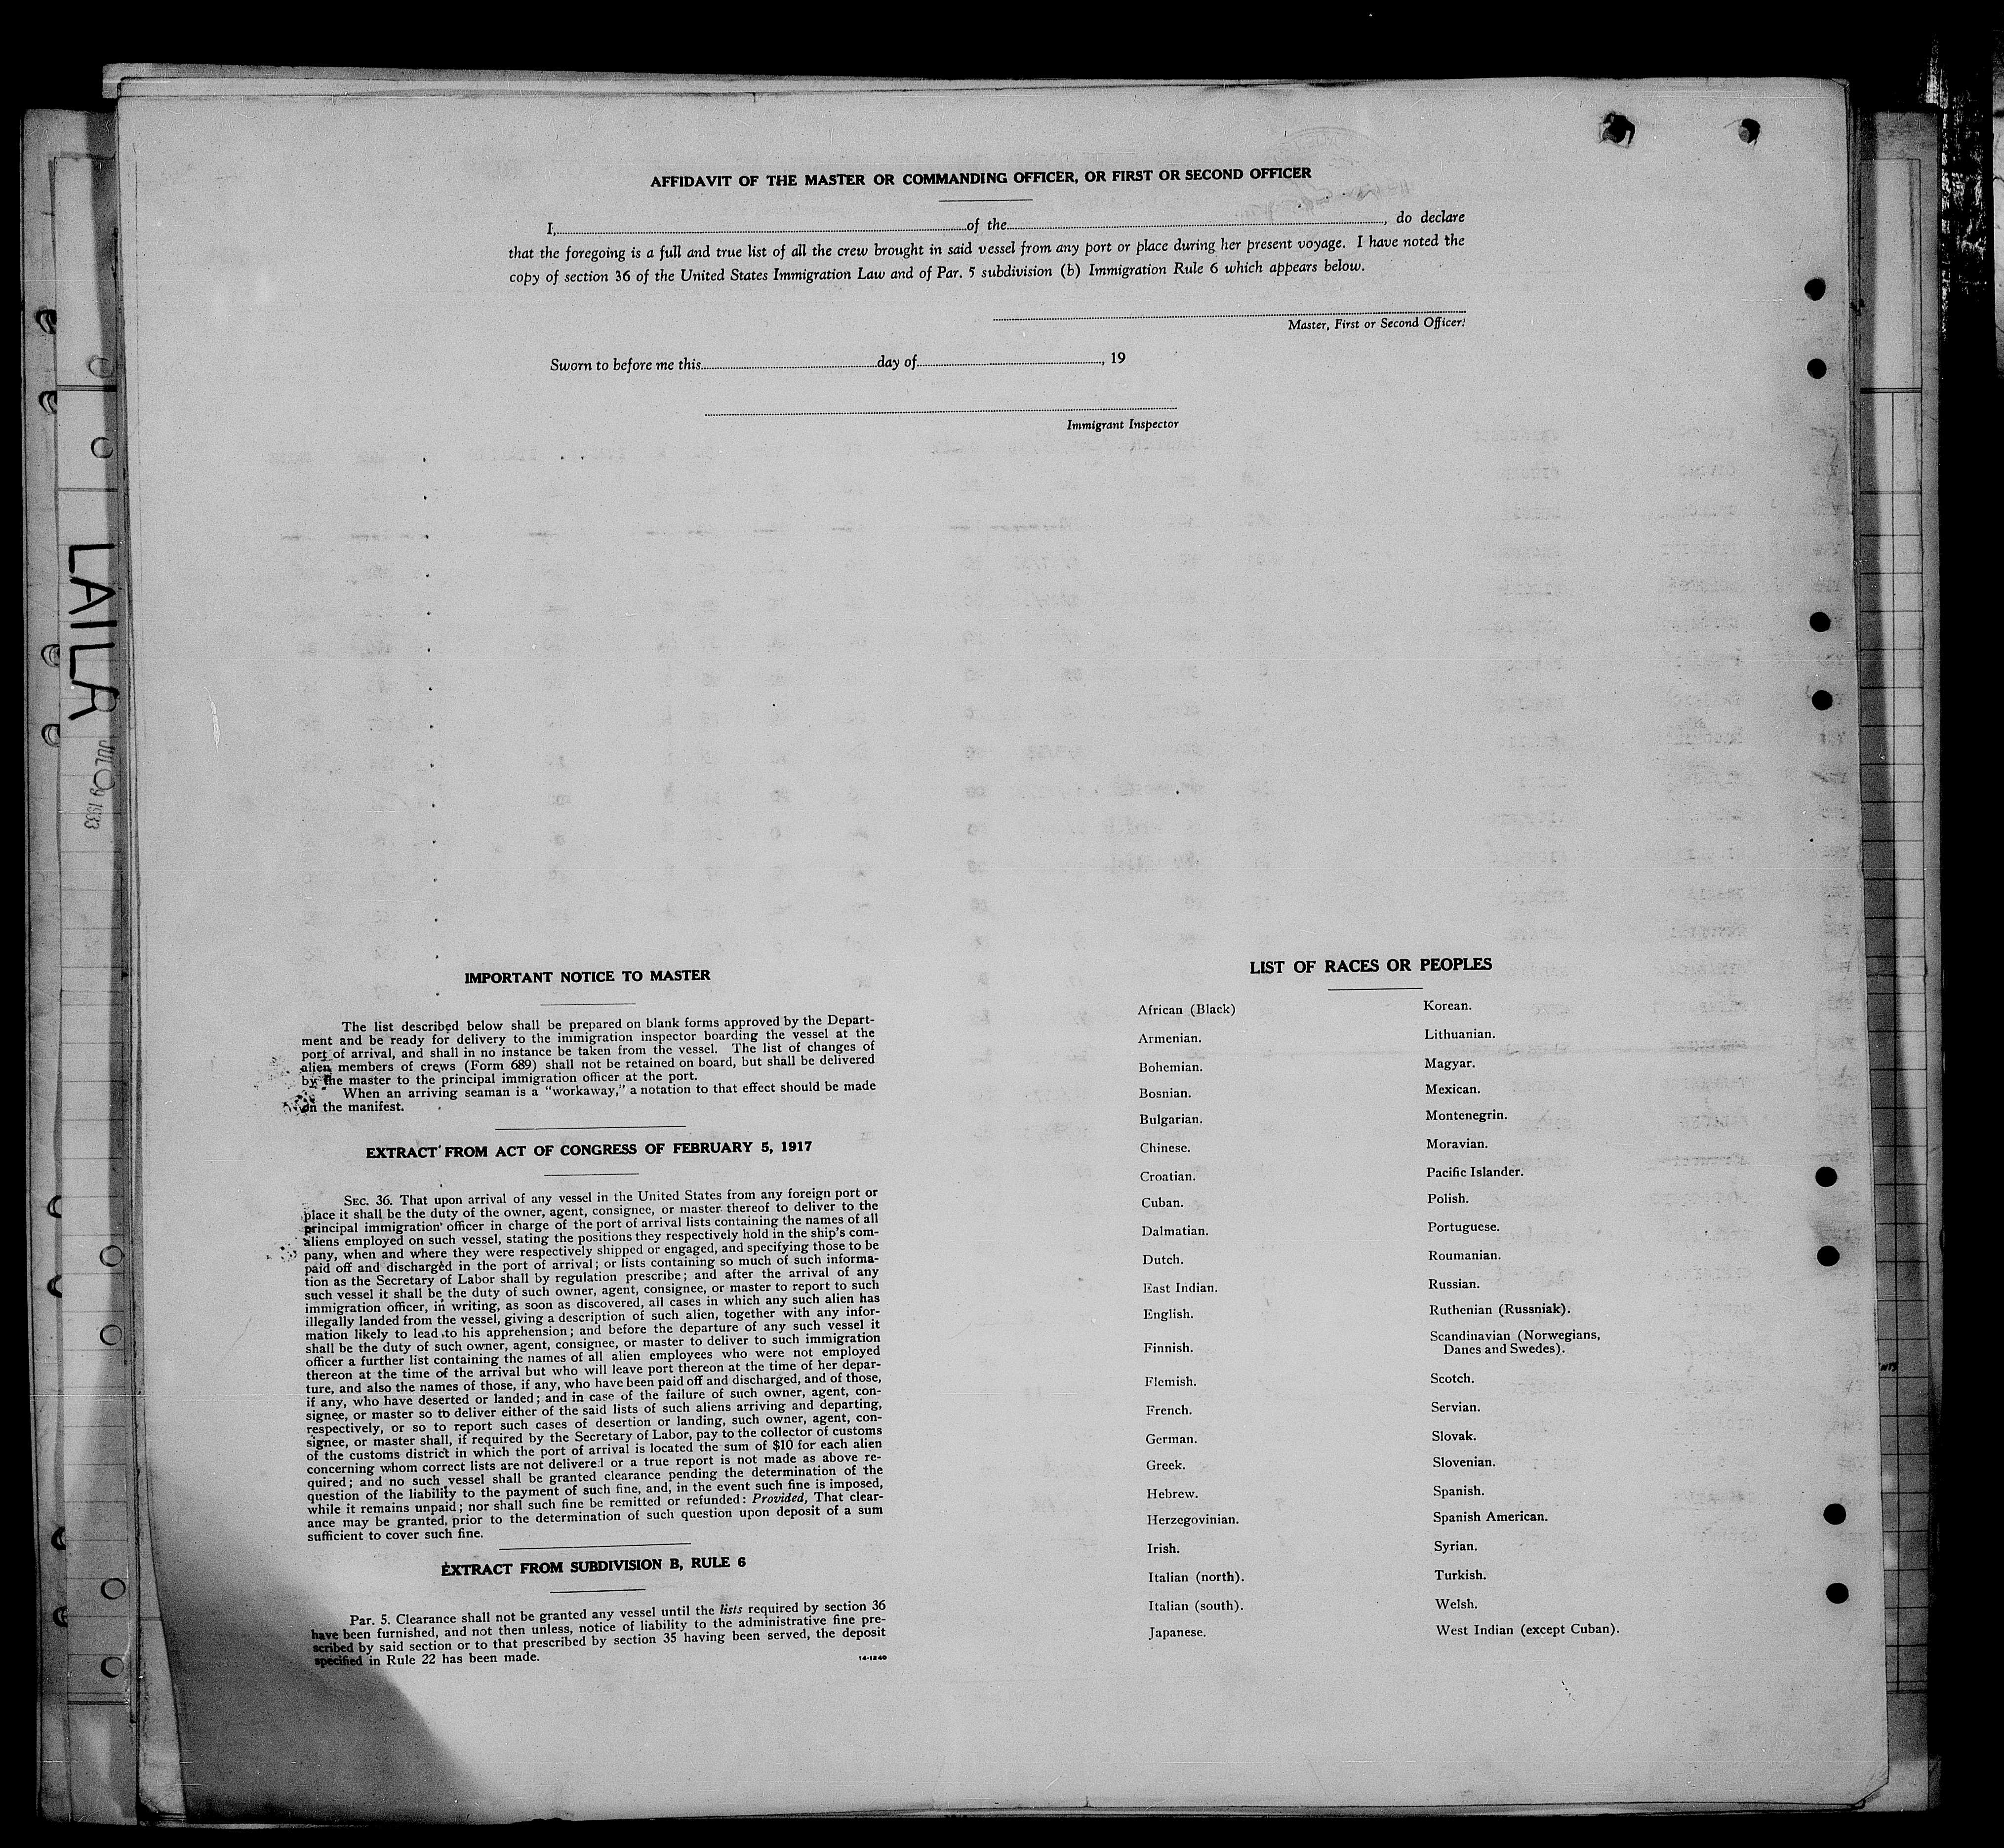 AFFIDAVIT OF THE MASTER OR COMMANDING OFFICER, OR FIRST OR SECOND OFFICER
I, of the , do declare
that the foregoing is a full and true list of all the crew brought in said vessel from any port or place during her present voyage. I have noted the
copy of section 36 of the United States Immigration Law and of Par. 5 subdivision (b) Immigration Rule 6 which appears below.
Master, First or Second Officer.
Sworn to before me this day of , 19
Immigrant Inspector
LAILA
JUL 9 1933
IMPORTANT NOTICE TO MASTER
The list described below shall be prepared on blank forms approved by the Depart-
ment and be ready for delivery to the immigration inspector boarding the vessel at the
port of arrival, and shall in no instance be taken from the vessel. The list of changes of
alien members of crews (Form 689) shall not be retained on board, but shall be delivered
by the master to the principal immigration officer at the port.
When an arriving seaman is a "workaway," a notation to that effect should be made
on the manifest.
EXTRACT FROM ACT OF CONGRESS OF FEBRUARY 5, 1917
SEC. 36. That upon arrival of any vessel in the United States from any foreign port or
place it shall be the duty of the owner, agent, consignee, or master thereof to deliver to the
principal immigration officer in charge of the port of arrival lists containing the names of all
aliens employed on such vessel, stating the positions they respectively hold in the ship's com-
pany, when and where they were respectively shipped or engaged, and specifying those to be
paid off and discharged in the port of arrival; or lists containing so much of such informa-
tion as the Secretary of Labor shall by regulation prescribe; and after the arrival of any
such vessel it shall be the duty of such owner, agent, consignee, or master to report to such
immigration officer, in writing, as soon as discovered, all cases in which any such alien has
illegally landed from the vessel, giving a description of such alien, together with any infor-
mation likely to lead to his apprehension; and before the departure of any such vessel it
shall be the duty of such owner, agent, consignee, or master to deliver to such immigration
officer a further list containing the names of all alien employees who were not employed
thereon at the time of the arrival but who will leave port thereon at the time of her depar-
ture, and also the names of those, if any, who have been paid off and discharged, and of those,
if any, who have deserted or landed; and in case of the failure of such owner, agent, con-
signee, or master so to deliver either of the said lists of such aliens arriving and departing,
respectively, or so to report such cases of desertion or landing, such owner, agent, con-
signee, or master shall, if required by the Secretary of Labor, pay to the collector of customs
of the customs district in which the port of arrival is located the sum of $10 for each alien
concerning whom correct lists are not delivered or a true report is not made as above re-
quired; and no such vessel shall be granted clearance pending the determination of the
question of the liability to the payment of such fine, and, in the event such fine is imposed,
while it remains unpaid; nor shall such fine be remitted or refunded: Provided, That clear-
ance may be granted prior to the determination of such question upon deposit of a sum
sufficient to cover such fine.
EXTRACT FROM SUBDIVISION B, RULE 6
Par. 5. Clearance shall not be granted any vessel until the lists required by section 36
have been furnished, and not then unless, notice of liability to the administrative fine pre-
scribed by said section or to that prescribed by section 35 having been served, the deposit
specified in Rule 22 has been made.
14-1240
LIST OF RACES OR PEOPLES
African (Black)
Armenian.
Bohemian.
Bosnian.
Bulgarian.
Chinese.
Croatian.
Cuban.
Dalmatian.
Dutch.
East Indian.
English.
Finnish.
Flemish.
French.
German.
Greek.
Hebrew.
Herzegovinian.
Irish.
Italian (north).
Italian (south).
Japanese.
Korean.
Lithuanian.
Magyar.
Mexican.
Montenegrin.
Moravian.
Pacific Islander.
Polish.
Portuguese.
Roumanian.
Russian.
Ruthenian (Russniak).
Scandinavian (Norwegians,
Danes and Swedes).
Scotch.
Servian.
Slovak.
Slovenian.
Spanish.
Spanish American.
Syrian.
Turkish.
Welsh.
West Indian (except Cuban).